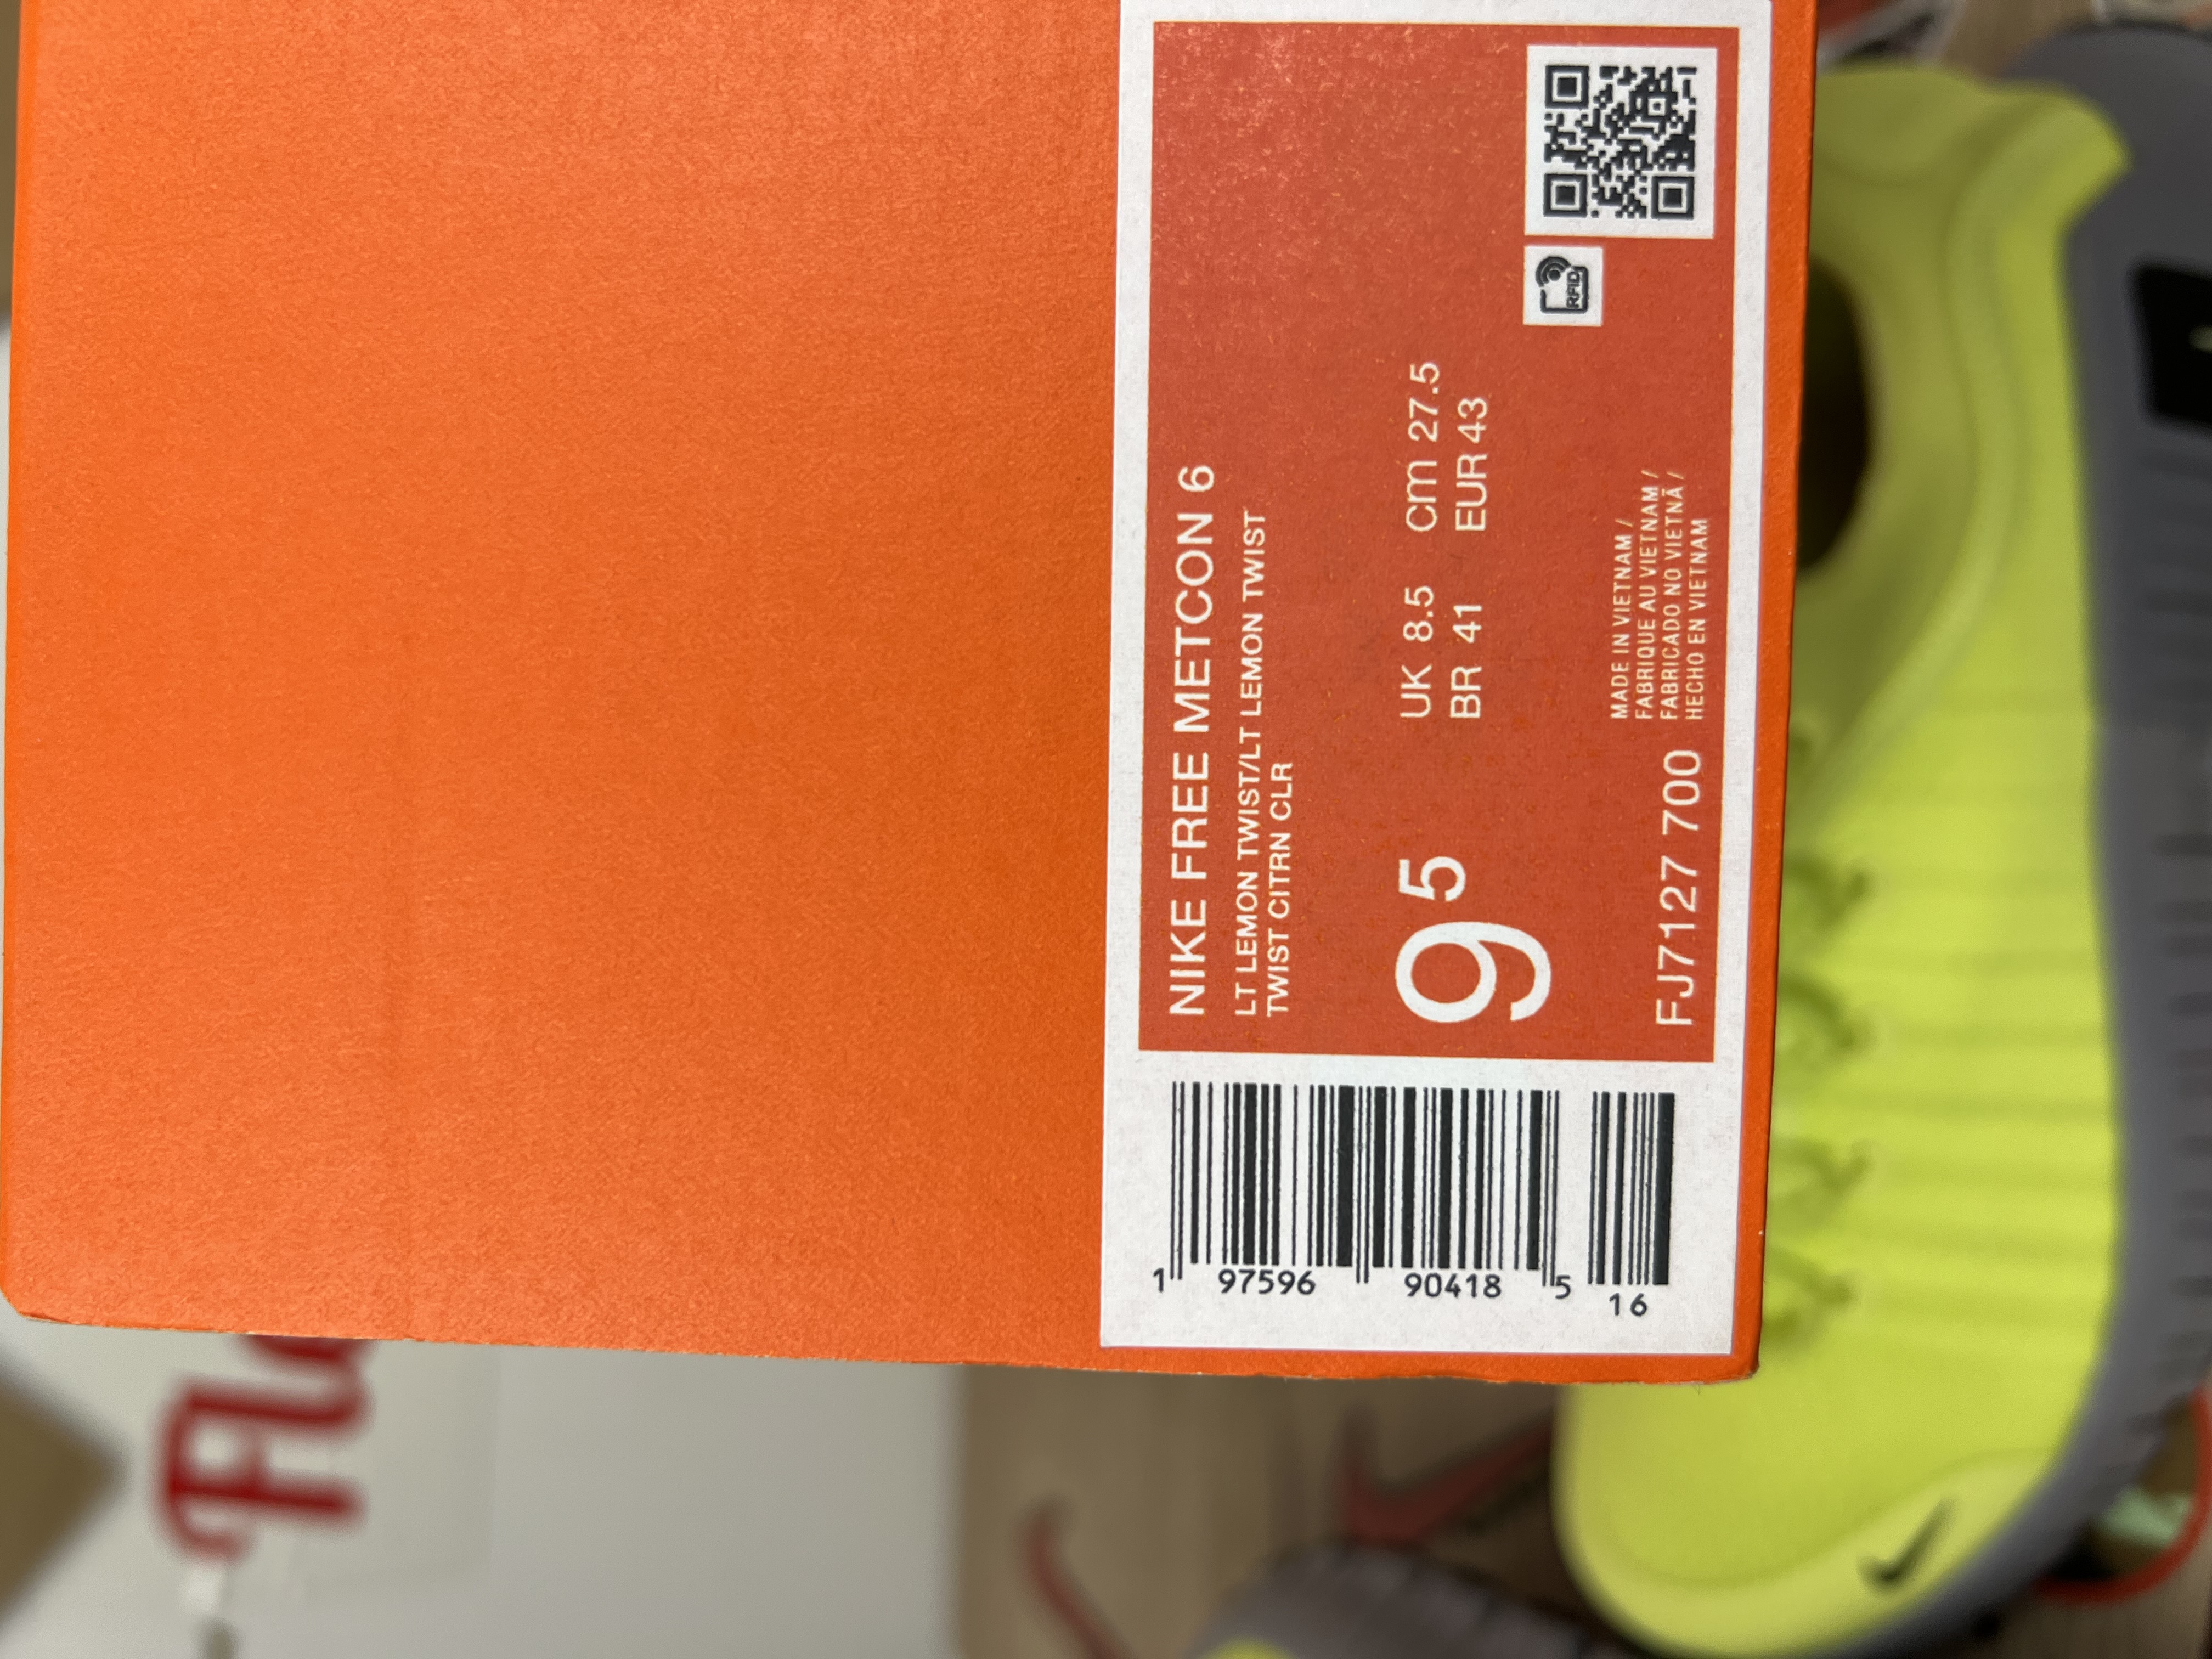 NIKE FREE METCON 6
LT LEMON TWIST/LT LEMON TWIST
TWIST CITRN CLR
9 5
UK 8.5 cm 27.5
BR 41 EUR 43
RFID
MADE IN VIETNAM /
FABRIQUE AU VIETNAM /
FABRICADO NO VIETNÃ /
HECHO EN VIETNAM
FJ7127 700
1 97596 90418 5 16